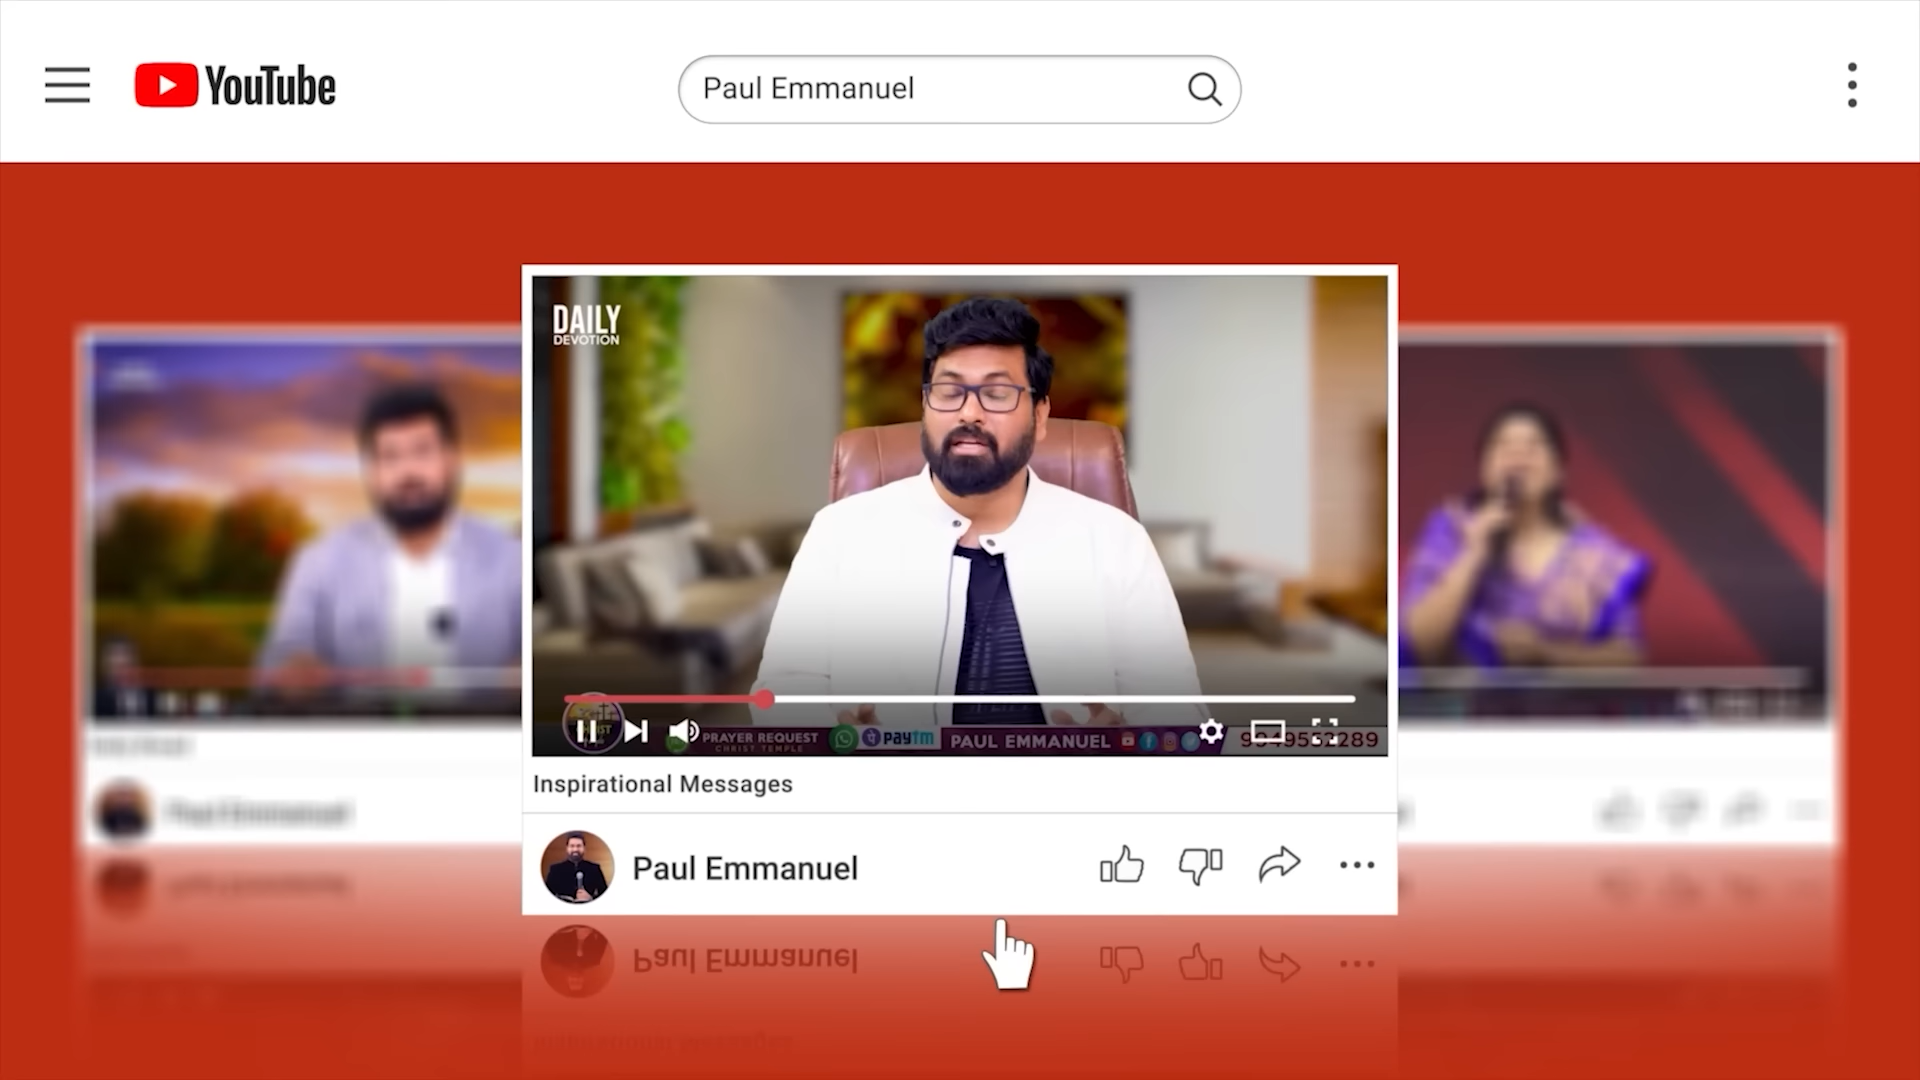 YouTube
Paul Emmanuel
DAILY
DEVOTION
PRAYER REQUEST
CHRIST TEMPLE
Paytm
PAUL EMMANUEL
Inspirational Messages
Paul Emmanuel
Paul Emmanuel